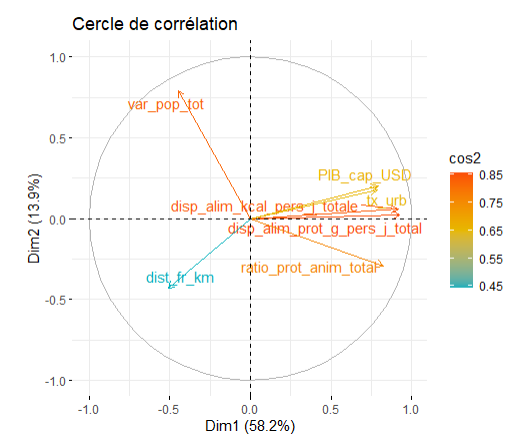 Cercle de corrélation
1.0
0.5
0.0
-0.5
-1.0
Dim2 (13.9%)
var_pop_tot
PIB_cap_USD
tx_urb
disp_alim_kcal_pers_j_totale
disp_alim_prot_g_pers_j_total
ratio_prot_anim_total
dist_fr_km
-1.0 -0.5 0.0 0.5 1.0
Dim1 (58.2%)
cos2
0.85
0.75
0.65
0.55
0.45